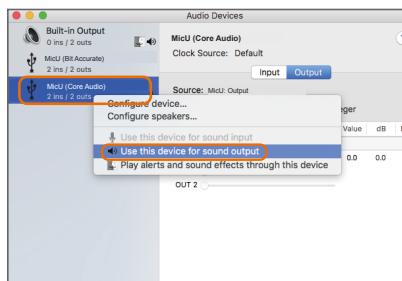 Audio Devices
Built-in Output
0 ins / 2 outs
MicU (Bit Accurate)
2 ins / 2 outs
MicU (Core Audio)
2 ins / 2 outs
MicU (Core Audio)
Clock Source: Default
Input Output
Source: MicU: Output
Configure device...
Configure speakers...
Use this device for sound input
Use this device for sound output
Play alerts and sound effects through this device
Value dB
0.0 0.0
OUT 2